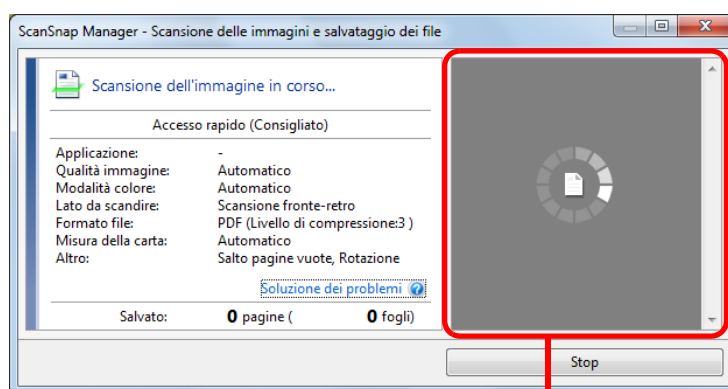 ScanSnap Manager - Scansione delle immagini e salvataggio dei file
Scansione dell'immagine in corso...
Accesso rapido (Consigliato)
Applicazione: -
Qualità immagine: Automatico
Modalità colore: Automatico
Lato da scandire: Scansione fronte-retro
Formato file: PDF (Livello di compressione:3 )
Misura della carta: Automatico
Altro: Salto pagine vuote, Rotazione
Soluzione dei problemi ?
Salvato: 0 pagine ( 0 fogli)
Stop